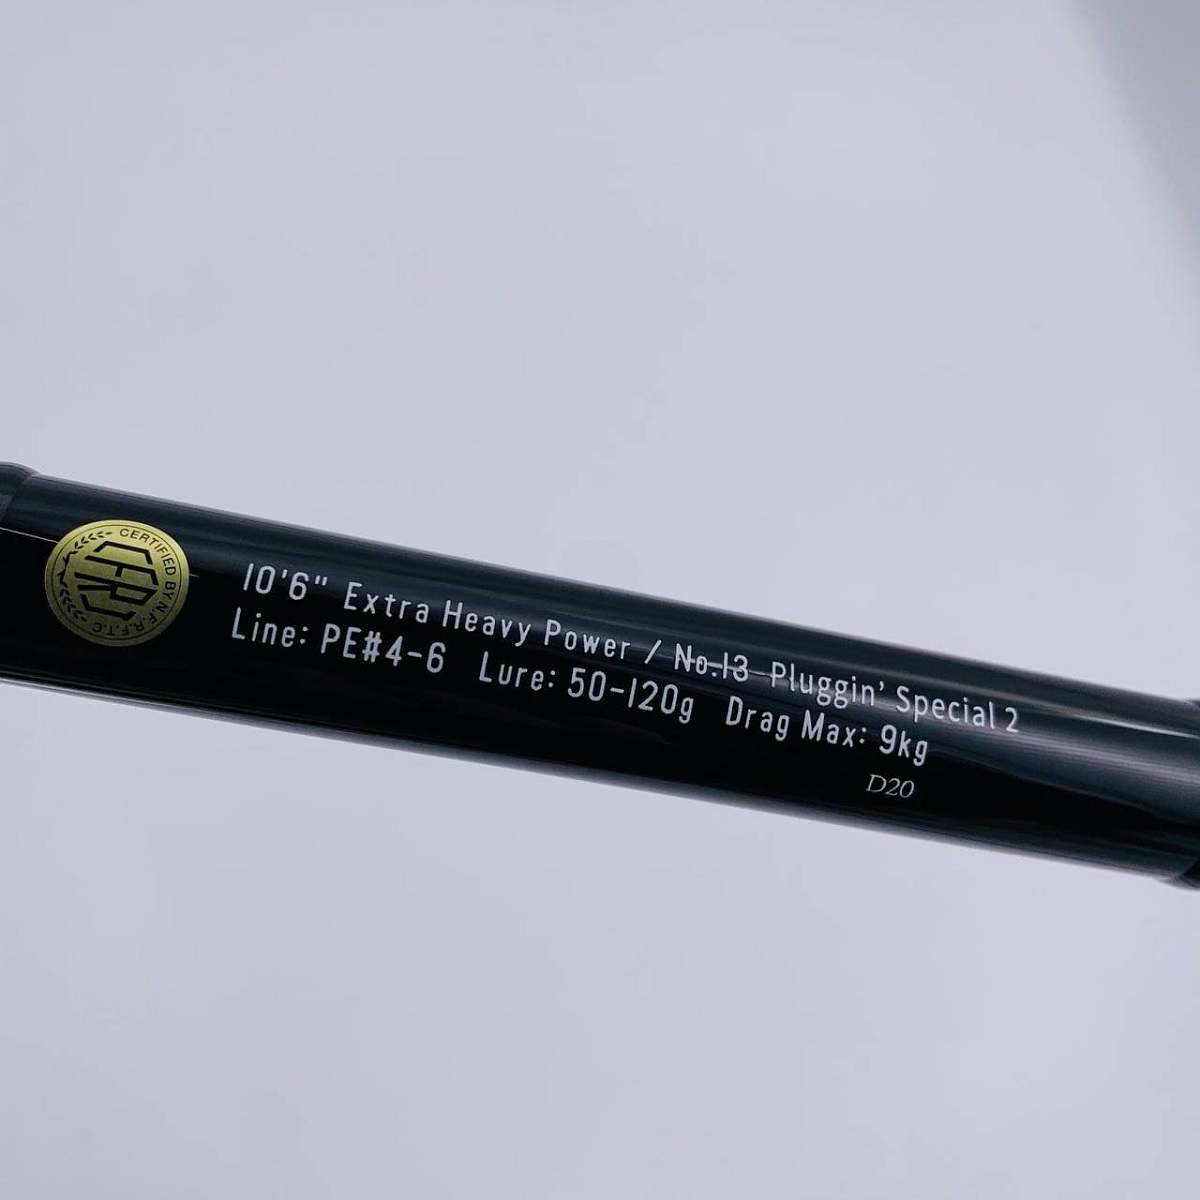 CERTIFIED BY N.F.R.F.T.C
CFRJ
10'6" Extra Heavy Power / No.13 Pluggin' Special 2
Line: PE#4-6 Lure: 50-120g Drag Max: 9kg
D20